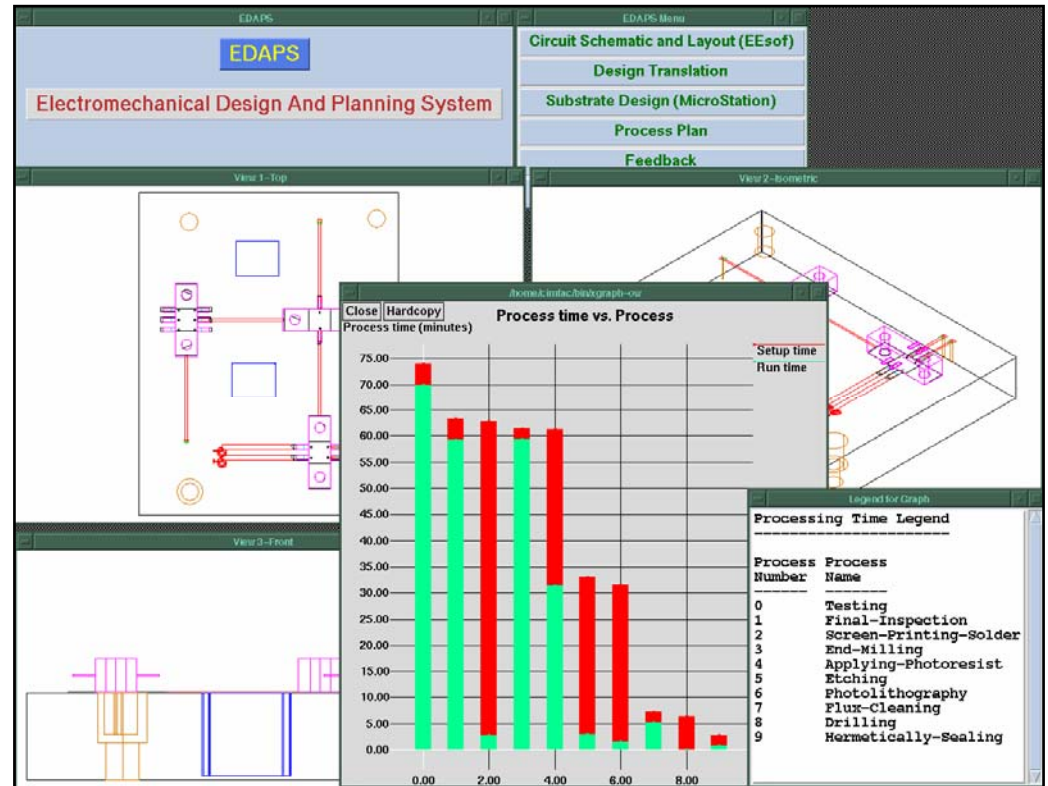 EDAPS
EDAPS
Electromechanical Design And Planning System
EDAPS Menu
Circuit Schematic and Layout (EEsof)
Design Translation
Substrate Design (MicroStation)
Process Plan
Feedback
View 1-Top
View 2-Isometric
View 3-Front
/home/cimlac/bin/xgraph-ow
Close Hardcopy
Process time vs. Process
Process time (minutes)
Setup time
Run time
75.00
70.00
65.00
60.00
55.00
50.00
45.00
40.00
35.00
30.00
25.00
20.00
15.00
10.00
5.00
0.00
0.00 2.00 4.00 6.00 8.00
Legend for Graph
Processing Time Legend
Process Process
Number Name
0 Testing
1 Final-Inspection
2 Screen-Printing-Solder
3 End-Milling
4 Applying-Photoresist
5 Etching
6 Photolithography
7 Flux-Cleaning
8 Drilling
9 Hermetically-Sealing